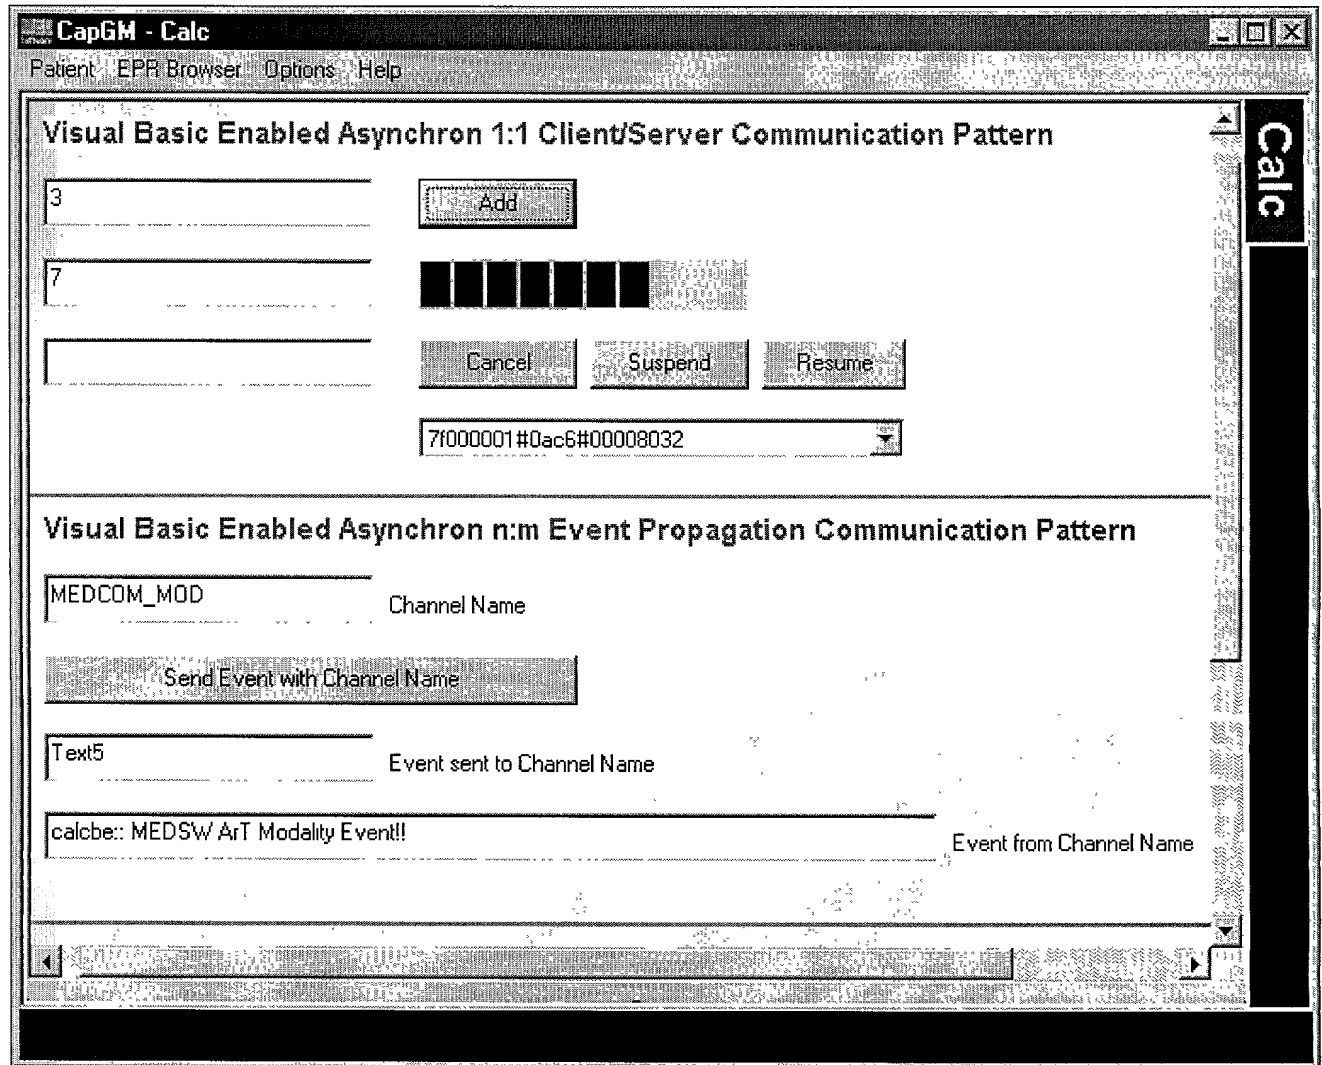 CapGM - Calc
Patient EPR Browser Options Help
Visual Basic Enabled Asynchron 1:1 Client/Server Communication Pattern
Calc
3
Add
7
Cancel Suspend Resume
7f000001#0ac6#00008032
Visual Basic Enabled Asynchron n:m Event Propagation Communication Pattern
MEDCOM_MOD Channel Name
Send Event with Channel Name
Text5 Event sent to Channel Name
calcbe:: MEDSW ArT Modality Event!! Event from Channel Name